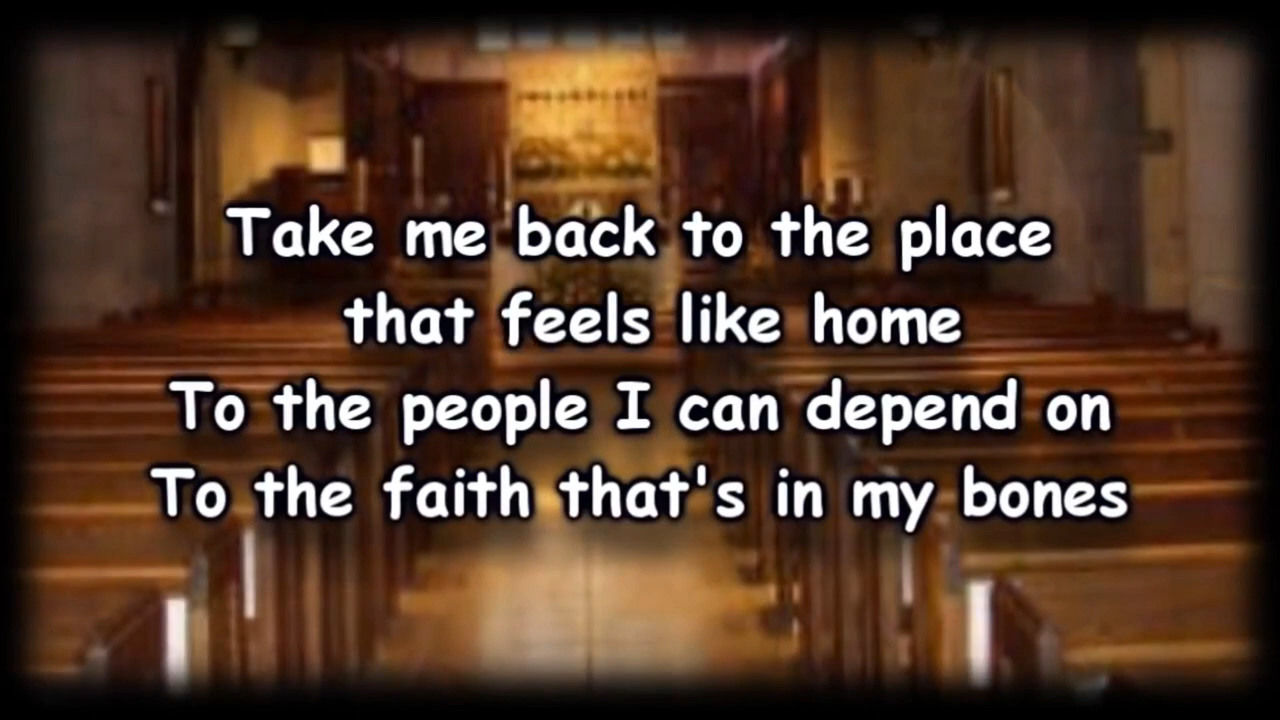 Take me back to the place
that feels like home
To the people I can depend on
To the faith that's in my bones